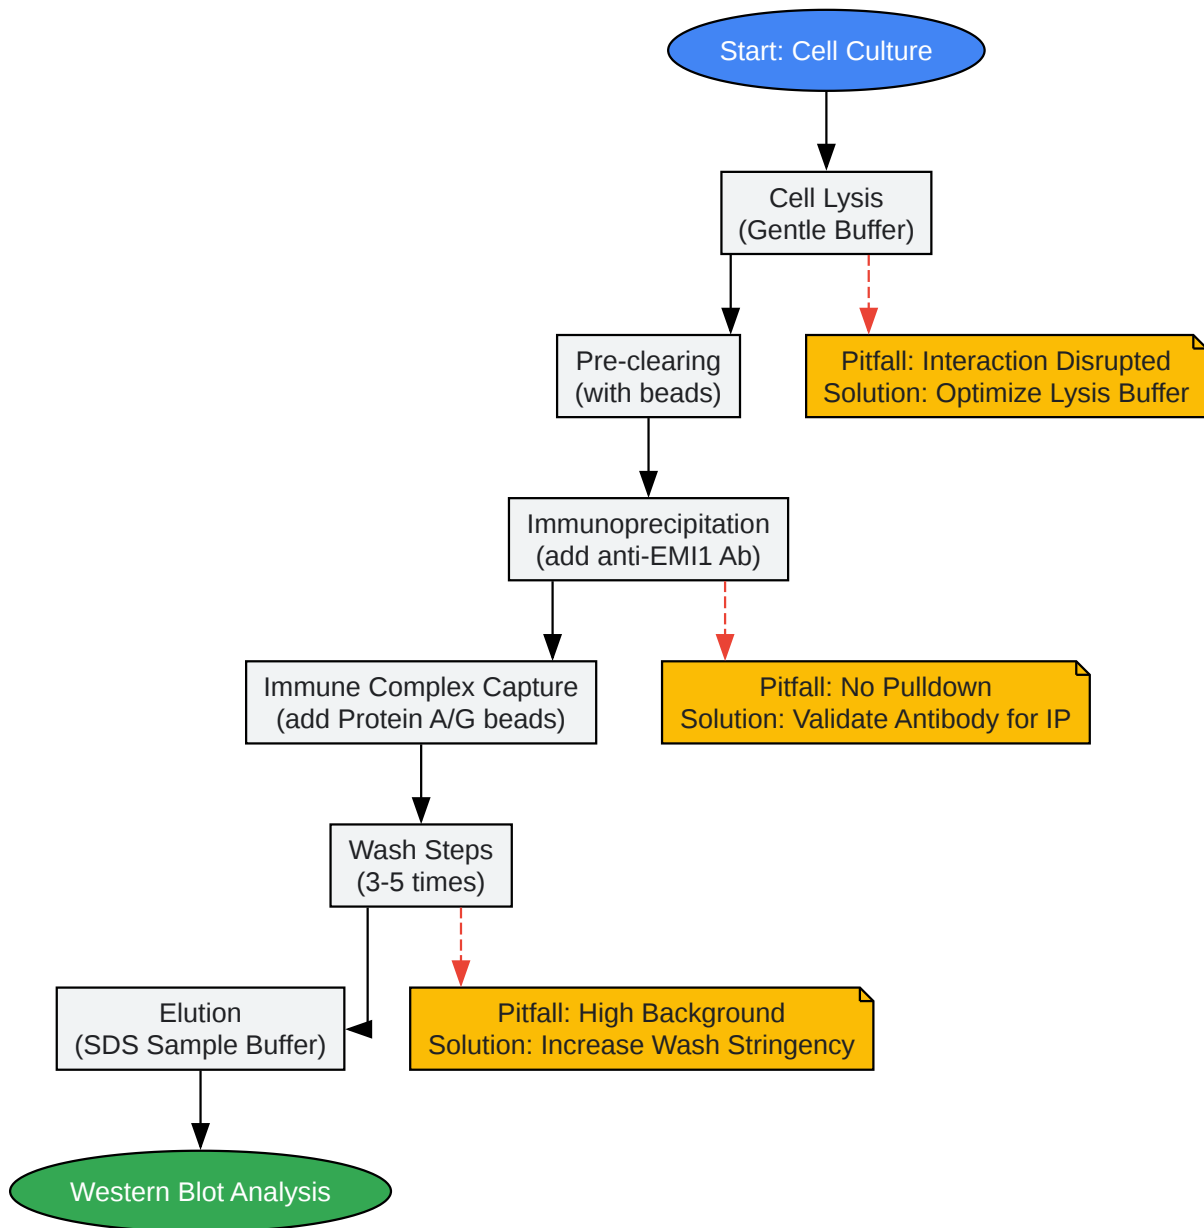 Start: Cell Culture
Cell Lysis
(Gentle Buffer)
Pre-clearing
(with beads)
Pitfall: Interaction Disrupted
Solution: Optimize Lysis Buffer
Immunoprecipitation
(add anti-EMI1 Ab)
Immune Complex Capture
(add Protein A/G beads)
Pitfall: No Pulldown
Solution: Validate Antibody for IP
Wash Steps
(3-5 times)
Elution
(SDS Sample Buffer)
Pitfall: High Background
Solution: Increase Wash Stringency
Western Blot Analysis